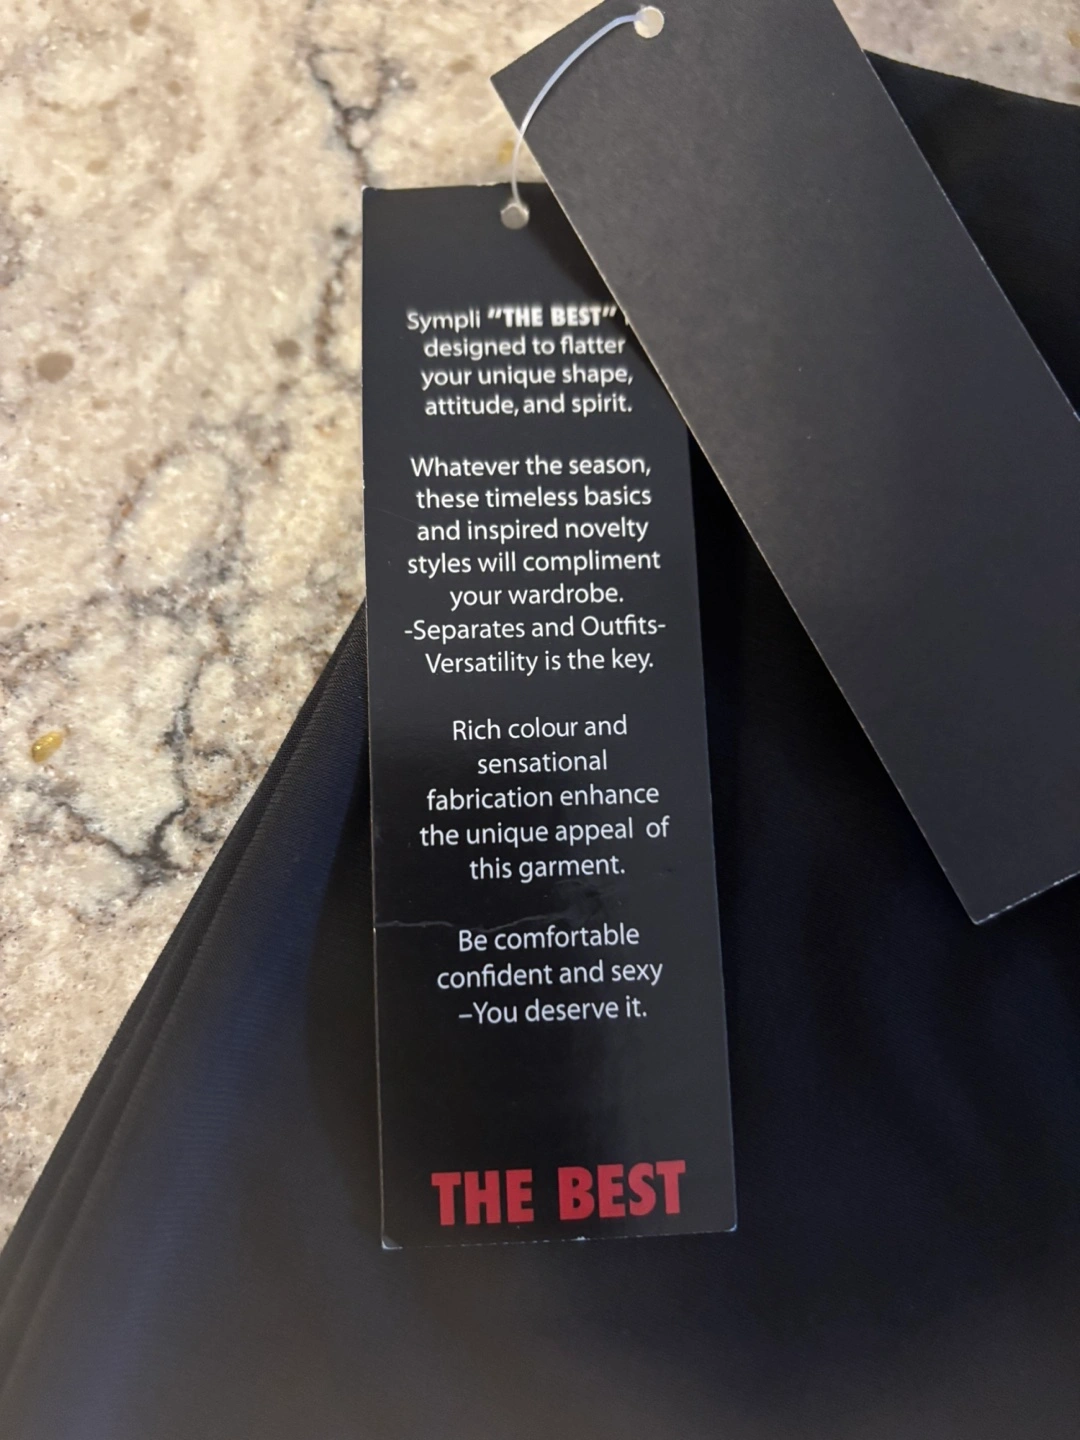 Sympli "THE BEST"
designed to flatter
your unique shape,
attitude, and spirit.
Whatever the season,
these timeless basics
and inspired novelty
styles will compliment
your wardrobe.
-Separates and Outfits-
Versatility is the key.
Rich colour and
sensational
fabrication enhance
the unique appeal of
this garment.
Be comfortable
confident and sexy
–You deserve it.
THE BEST